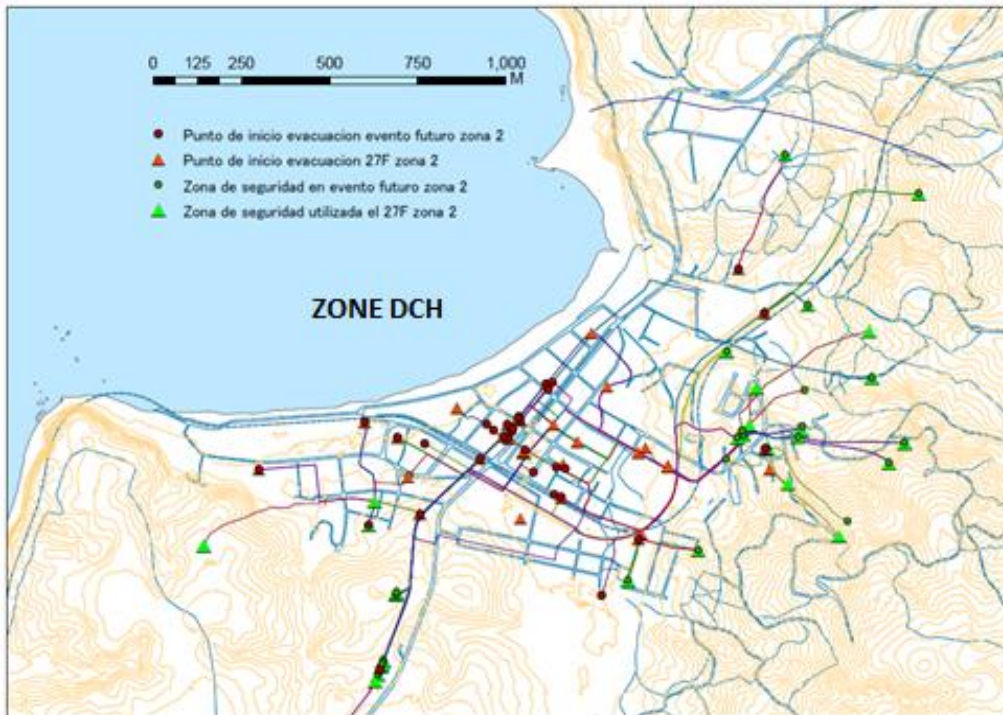 0 125 250 500 750 1,000
M
Punto de inicio evacuacion evento futuro zona 2
Punto de inicio evacuacion 27F zona 2
Zona de seguridad en evento futuro zona 2
Zona de seguridad utilizada el 27F zona 2
ZONE DCH